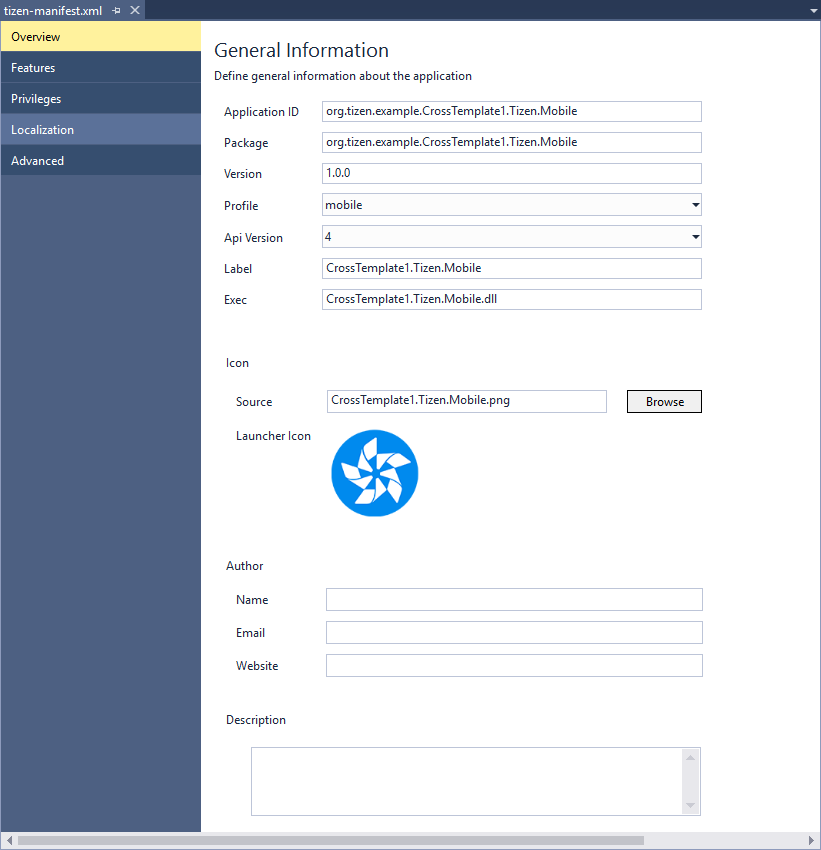 tizen-manifest.xml
Overview
Features
Privileges
Localization
Advanced
General Information
Define general information about the application
Application ID org.tizen.example.CrossTemplate1.Tizen.Mobile
Package org.tizen.example.CrossTemplate1.Tizen.Mobile
Version 1.0.0
Profile mobile
Api Version 4
Label CrossTemplate1.Tizen.Mobile
Exec CrossTemplate1.Tizen.Mobile.dll
Icon
Source CrossTemplate1.Tizen.Mobile.png Browse
Launcher Icon
Author
Name
Email
Website
Description